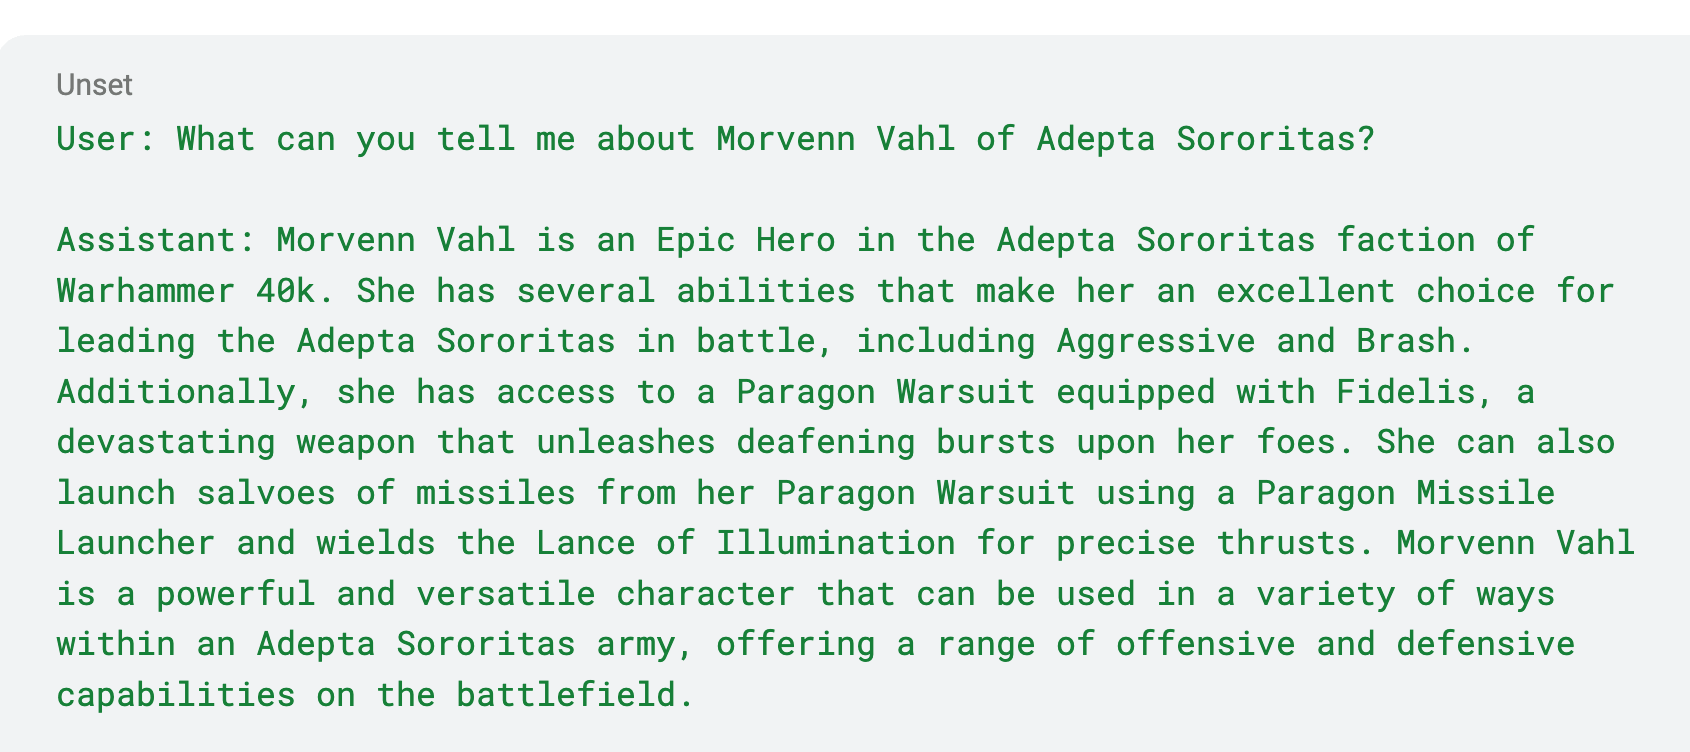 Unset
User: What can you tell me about Morvenn Vahl of Adepta Sororitas?
Assistant: Morvenn Vahl is an Epic Hero in the Adepta Sororitas faction of
Warhammer 40k. She has several abilities that make her an excellent choice for
leading the Adepta Sororitas in battle, including Aggressive and Brash.
Additionally, she has access to a Paragon Warsuit equipped with Fidelis, a
devastating weapon that unleashes deafening bursts upon her foes. She can also
launch salvoes of missiles from her Paragon Warsuit using a Paragon Missile
Launcher and wields the Lance of Illumination for precise thrusts. Morvenn Vahl
is a powerful and versatile character that can be used in a variety of ways
within an Adepta Sororitas army, offering a range of offensive and defensive
capabilities on the battlefield.